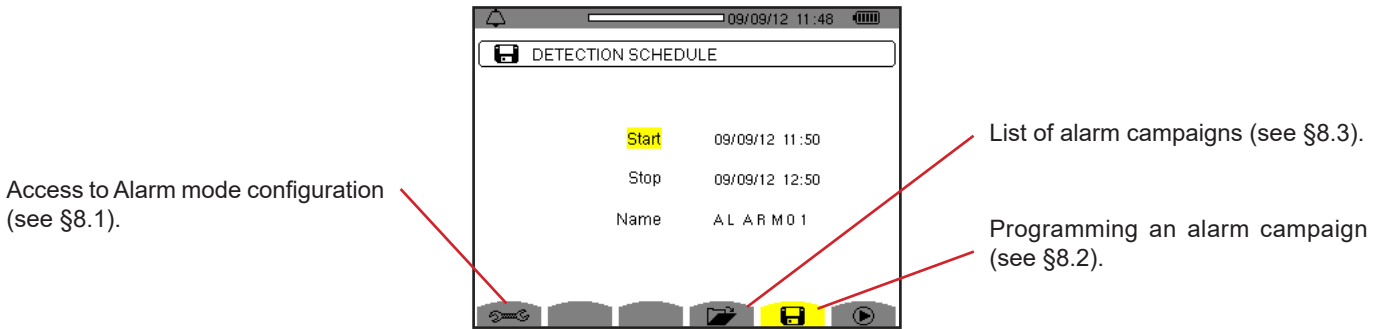 09/09/12 11:48
DETECTION SCHEDULE
Start 09/09/12 11:50
Stop 09/09/12 12:50
Name ALARM01
Access to Alarm mode configuration
(see §8.1).
List of alarm campaigns (see §8.3).
Programming an alarm campaign
(see §8.2).